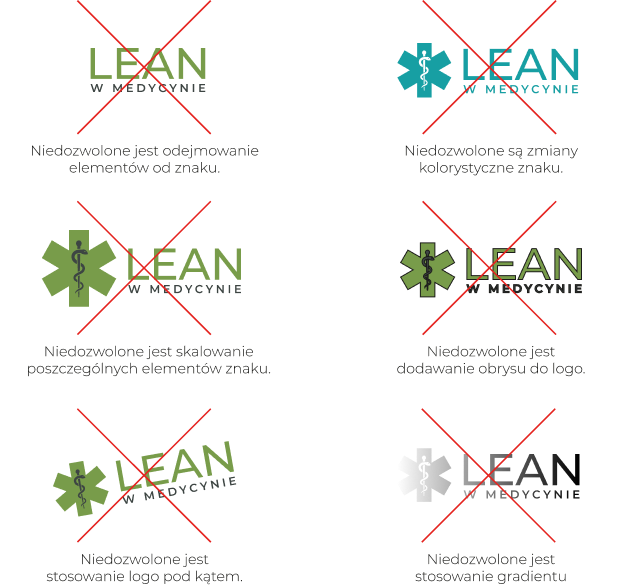 LEAN
W MEDYCYNIE
Niedozwolone jest odejmowanie
elementów od znaku.
LEAN
W MEDYCYNIE
Niedozwolone są zmiany
kolorystyczne znaku.
LEAN
W MEDYCYNIE
Niedozwolone jest skalowanie
poszczególnych elementów znaku.
LEAN
W MEDYCYNIE
Niedozwolone jest
dodawanie obrysu do logo.
LEAN
W MEDYCYNIE
Niedozwolone jest
stosowanie logo pod kątem.
LEAN
W MEDYCYNIE
Niedozwolone jest
stosowanie gradientu